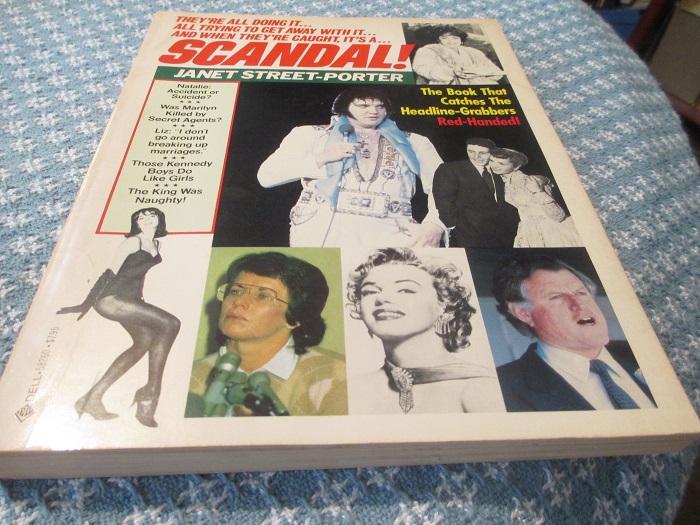 THEY'RE ALL DOING IT...
ALL TRYING TO GET AWAY WITH IT...
AND WHEN THEY'RE CAUGHT, IT'S A...
SCANDAL!
JANET STREET-PORTER
Natalie:
Accident or
Suicide?
***
Was Marilyn
Killed by
Secret Agents?
***
Liz: "I don't
go around
breaking up
marriages."
***
Those Kennedy
Boys Do
Like Girls
***
The King Was
Naughty!
The Book That
Catches The
Headline-Grabbers
Red-Handed!
DELL • 58260 • $7.95